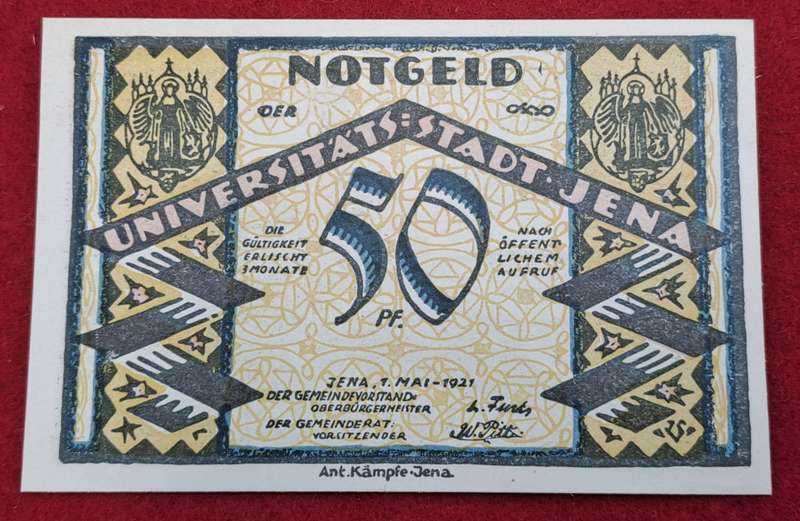 NOTGELD
DER
UNIVERSITÄTS=STADT·JENA
50
Pf.
DIE
GÜLTIGKEIT
ERLISCHT
3 MONATE
NACH
ÖFFENT
LICHEM
AUFRUF
JENA, 1. MAI-1921
DER GEMEINDEVORSTAND:
OBERBÜRGERMEISTER
DER GEMEINDERAT:
VORSITZENDER
Ant. Kämpfe·Jena